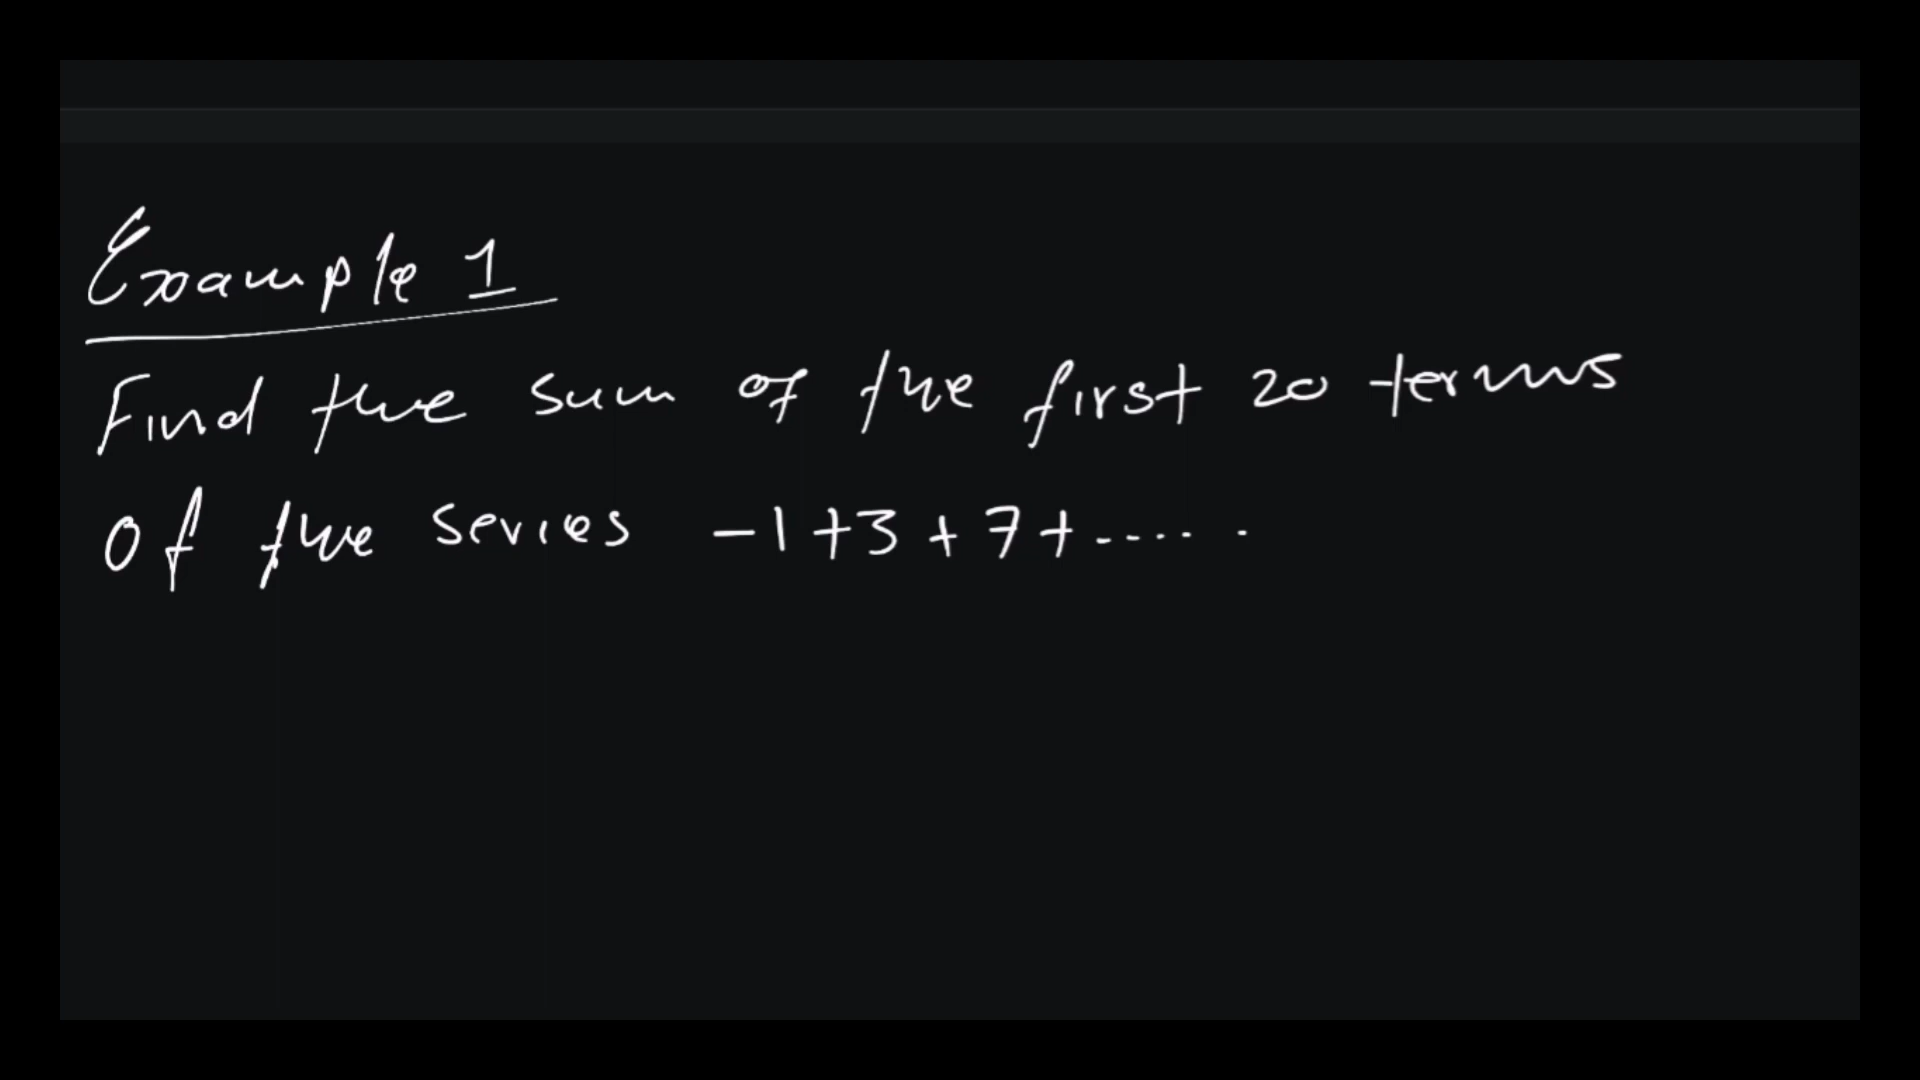 Example 1
Find the sum of the first 20 terms
of the series -1+3+7+.....